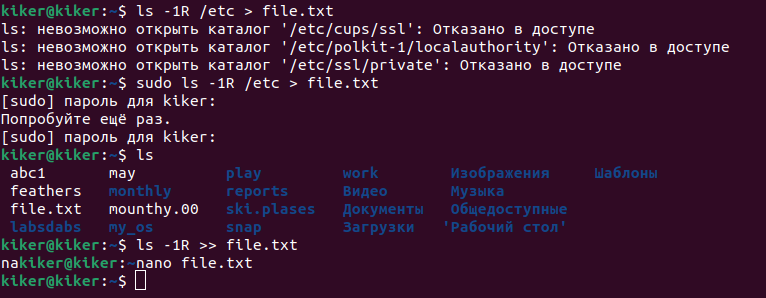 kiker@kiker:~$ ls -1R /etc > file.txt
ls: невозможно открыть каталог '/etc/cups/ssl': Отказано в доступе
ls: невозможно открыть каталог '/etc/polkit-1/localauthority': Отказано в доступе
ls: невозможно открыть каталог '/etc/ssl/private': Отказано в доступе
kiker@kiker:~$ sudo ls -1R /etc > file.txt
[sudo] пароль для kiker:
Попробуйте ещё раз.
[sudo] пароль для kiker:
kiker@kiker:~$ ls
abc1 may play work Изображения Шаблоны
feathers monthly reports Видео Музыка
file.txt mounthy.00 ski.plases Документы Общедоступные
labsdabs my_os snap Загрузки 'Рабочий стол'
kiker@kiker:~$ ls -1R >> file.txt
nakiker@kiker:~nano file.txt
kiker@kiker:~$